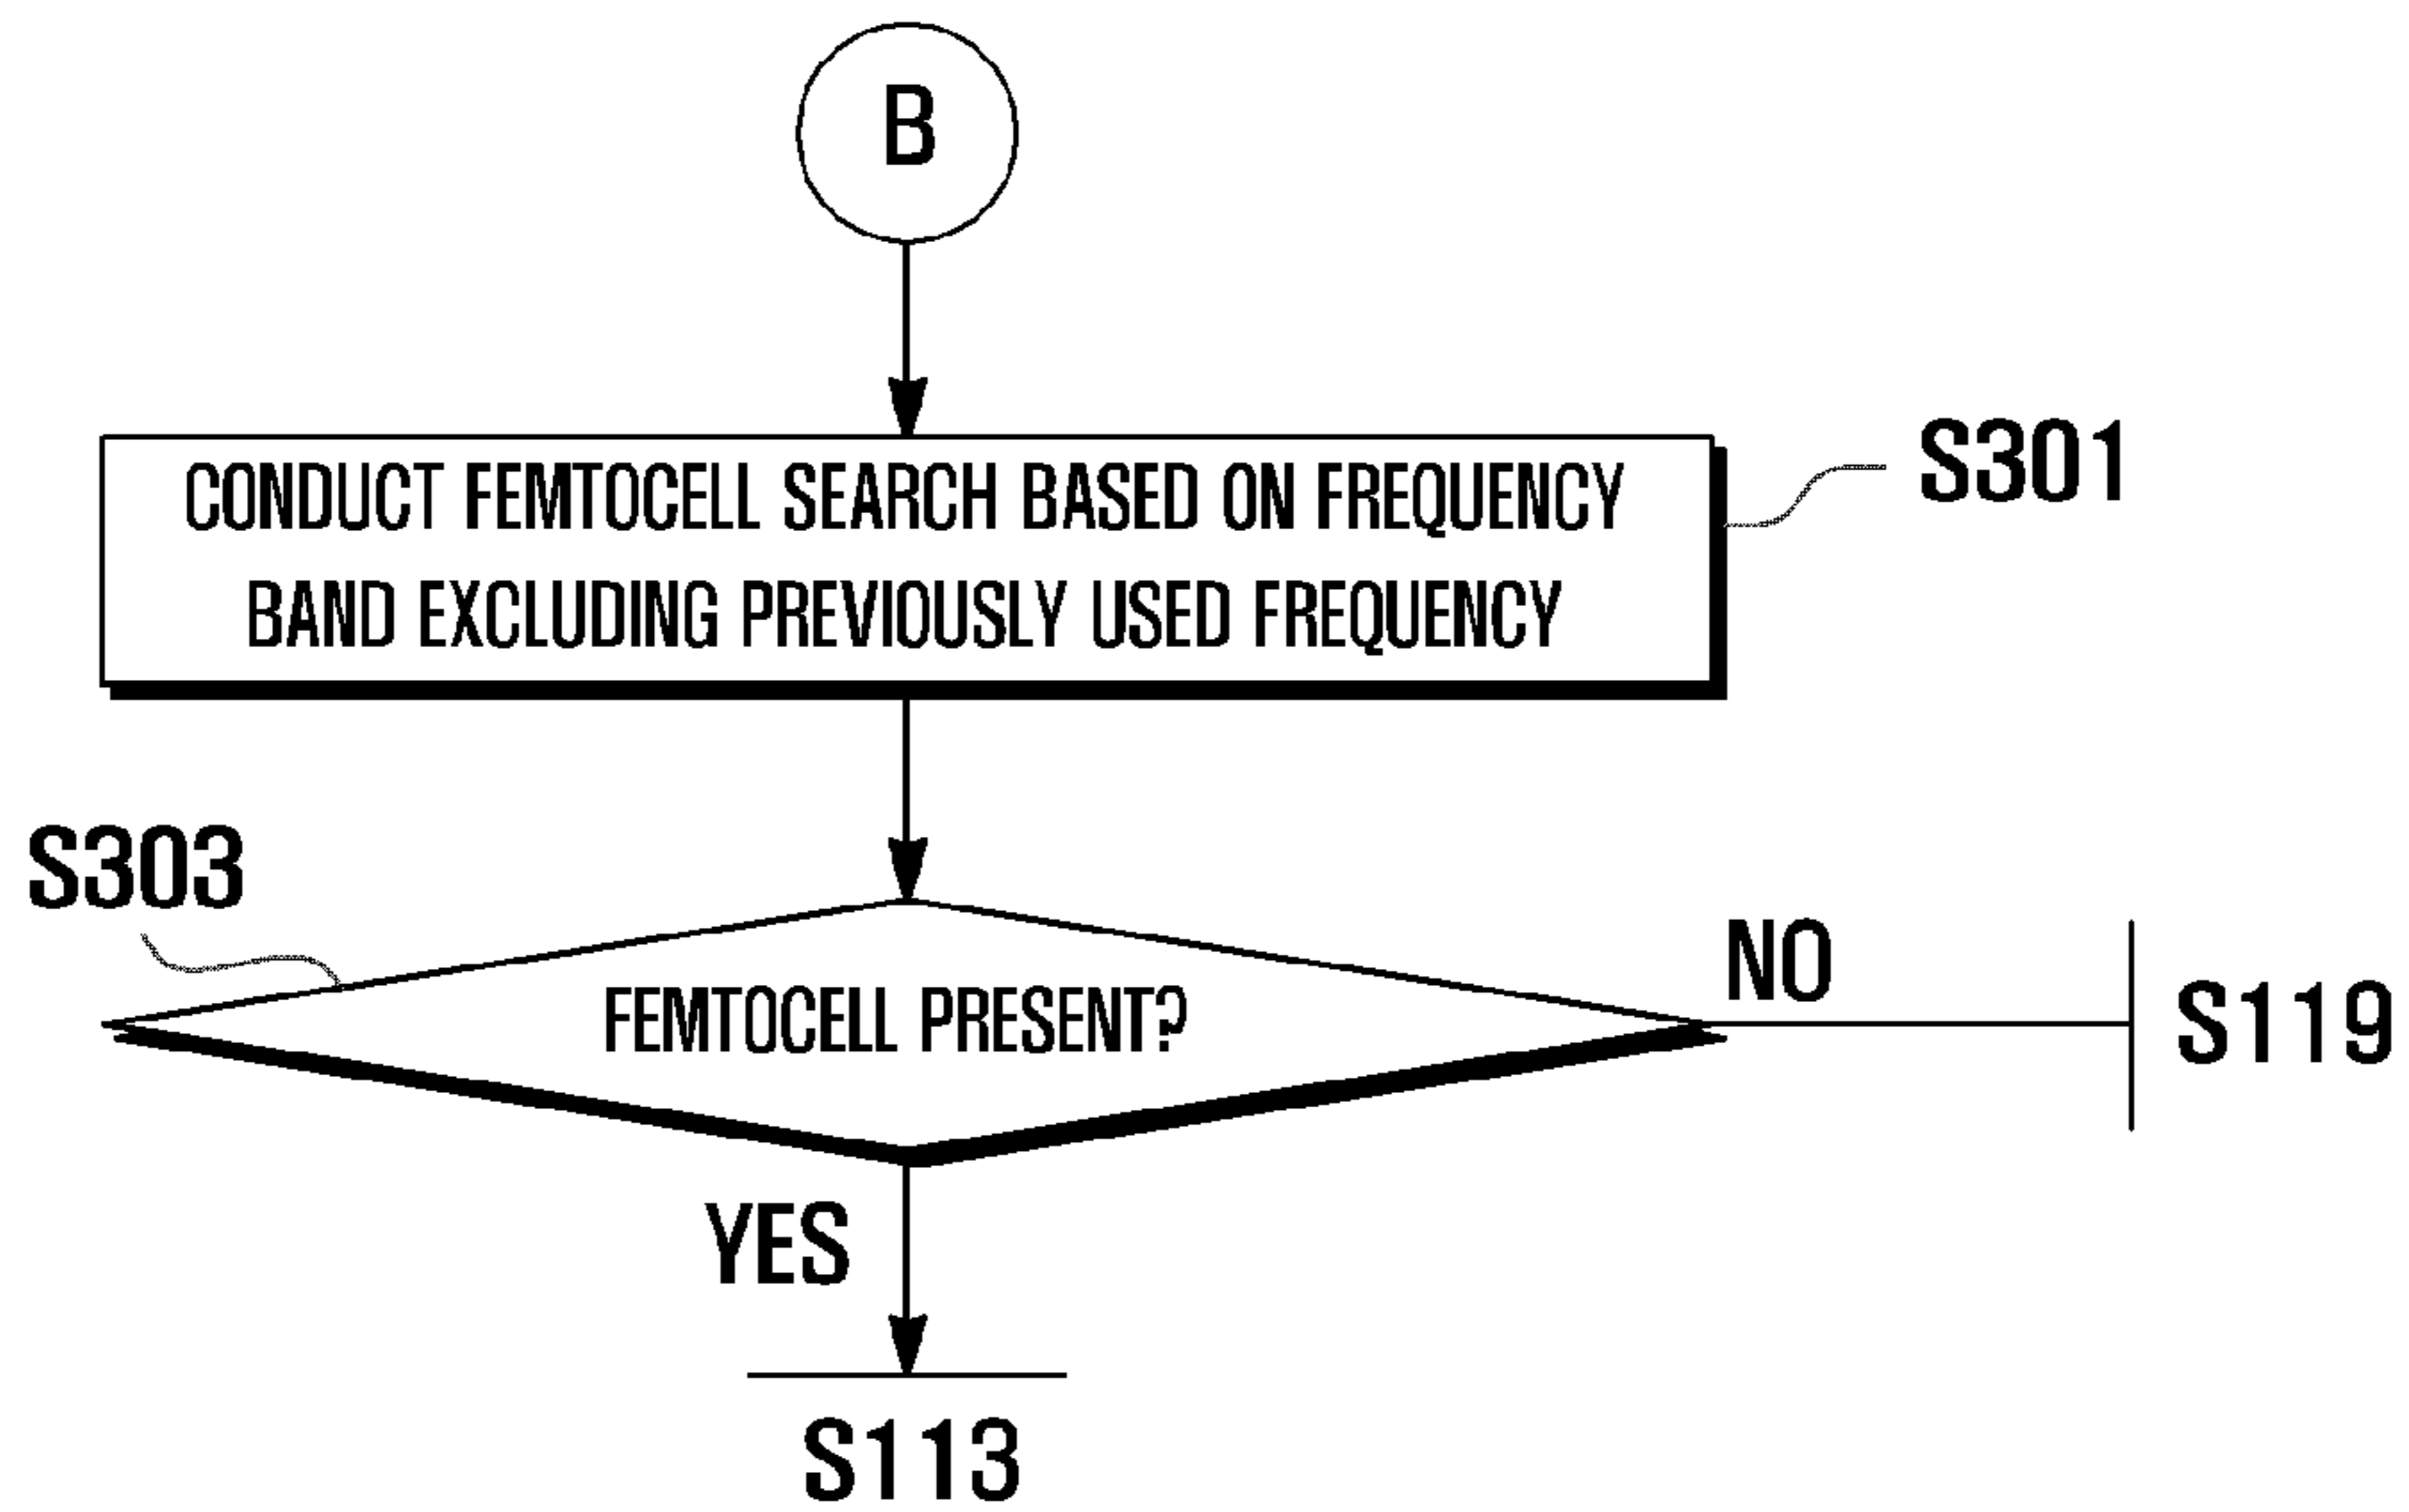 B
CONDUCT FEMTOCELL SEARCH BASED ON FREQUENCY
BAND EXCLUDING PREVIOUSLY USED FREQUENCY
S301
S303
FEMTOCELL PRESENT?
NO
S119
YES
S113